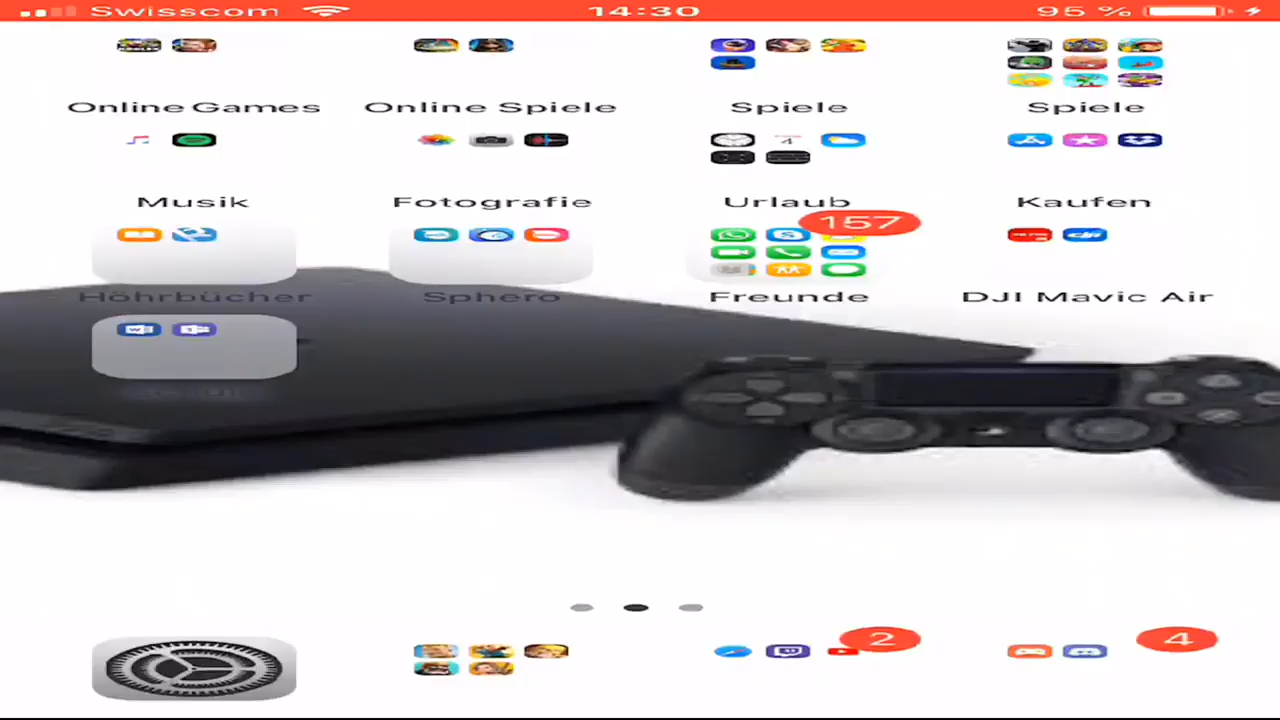 Swisscom 14:30 95 %
Online Games Online Spiele Spiele Spiele
Musik Fotografie Urlaub Kaufen
157
Höhrbücher Sphero Freunde DJI Mavic Air
2 4